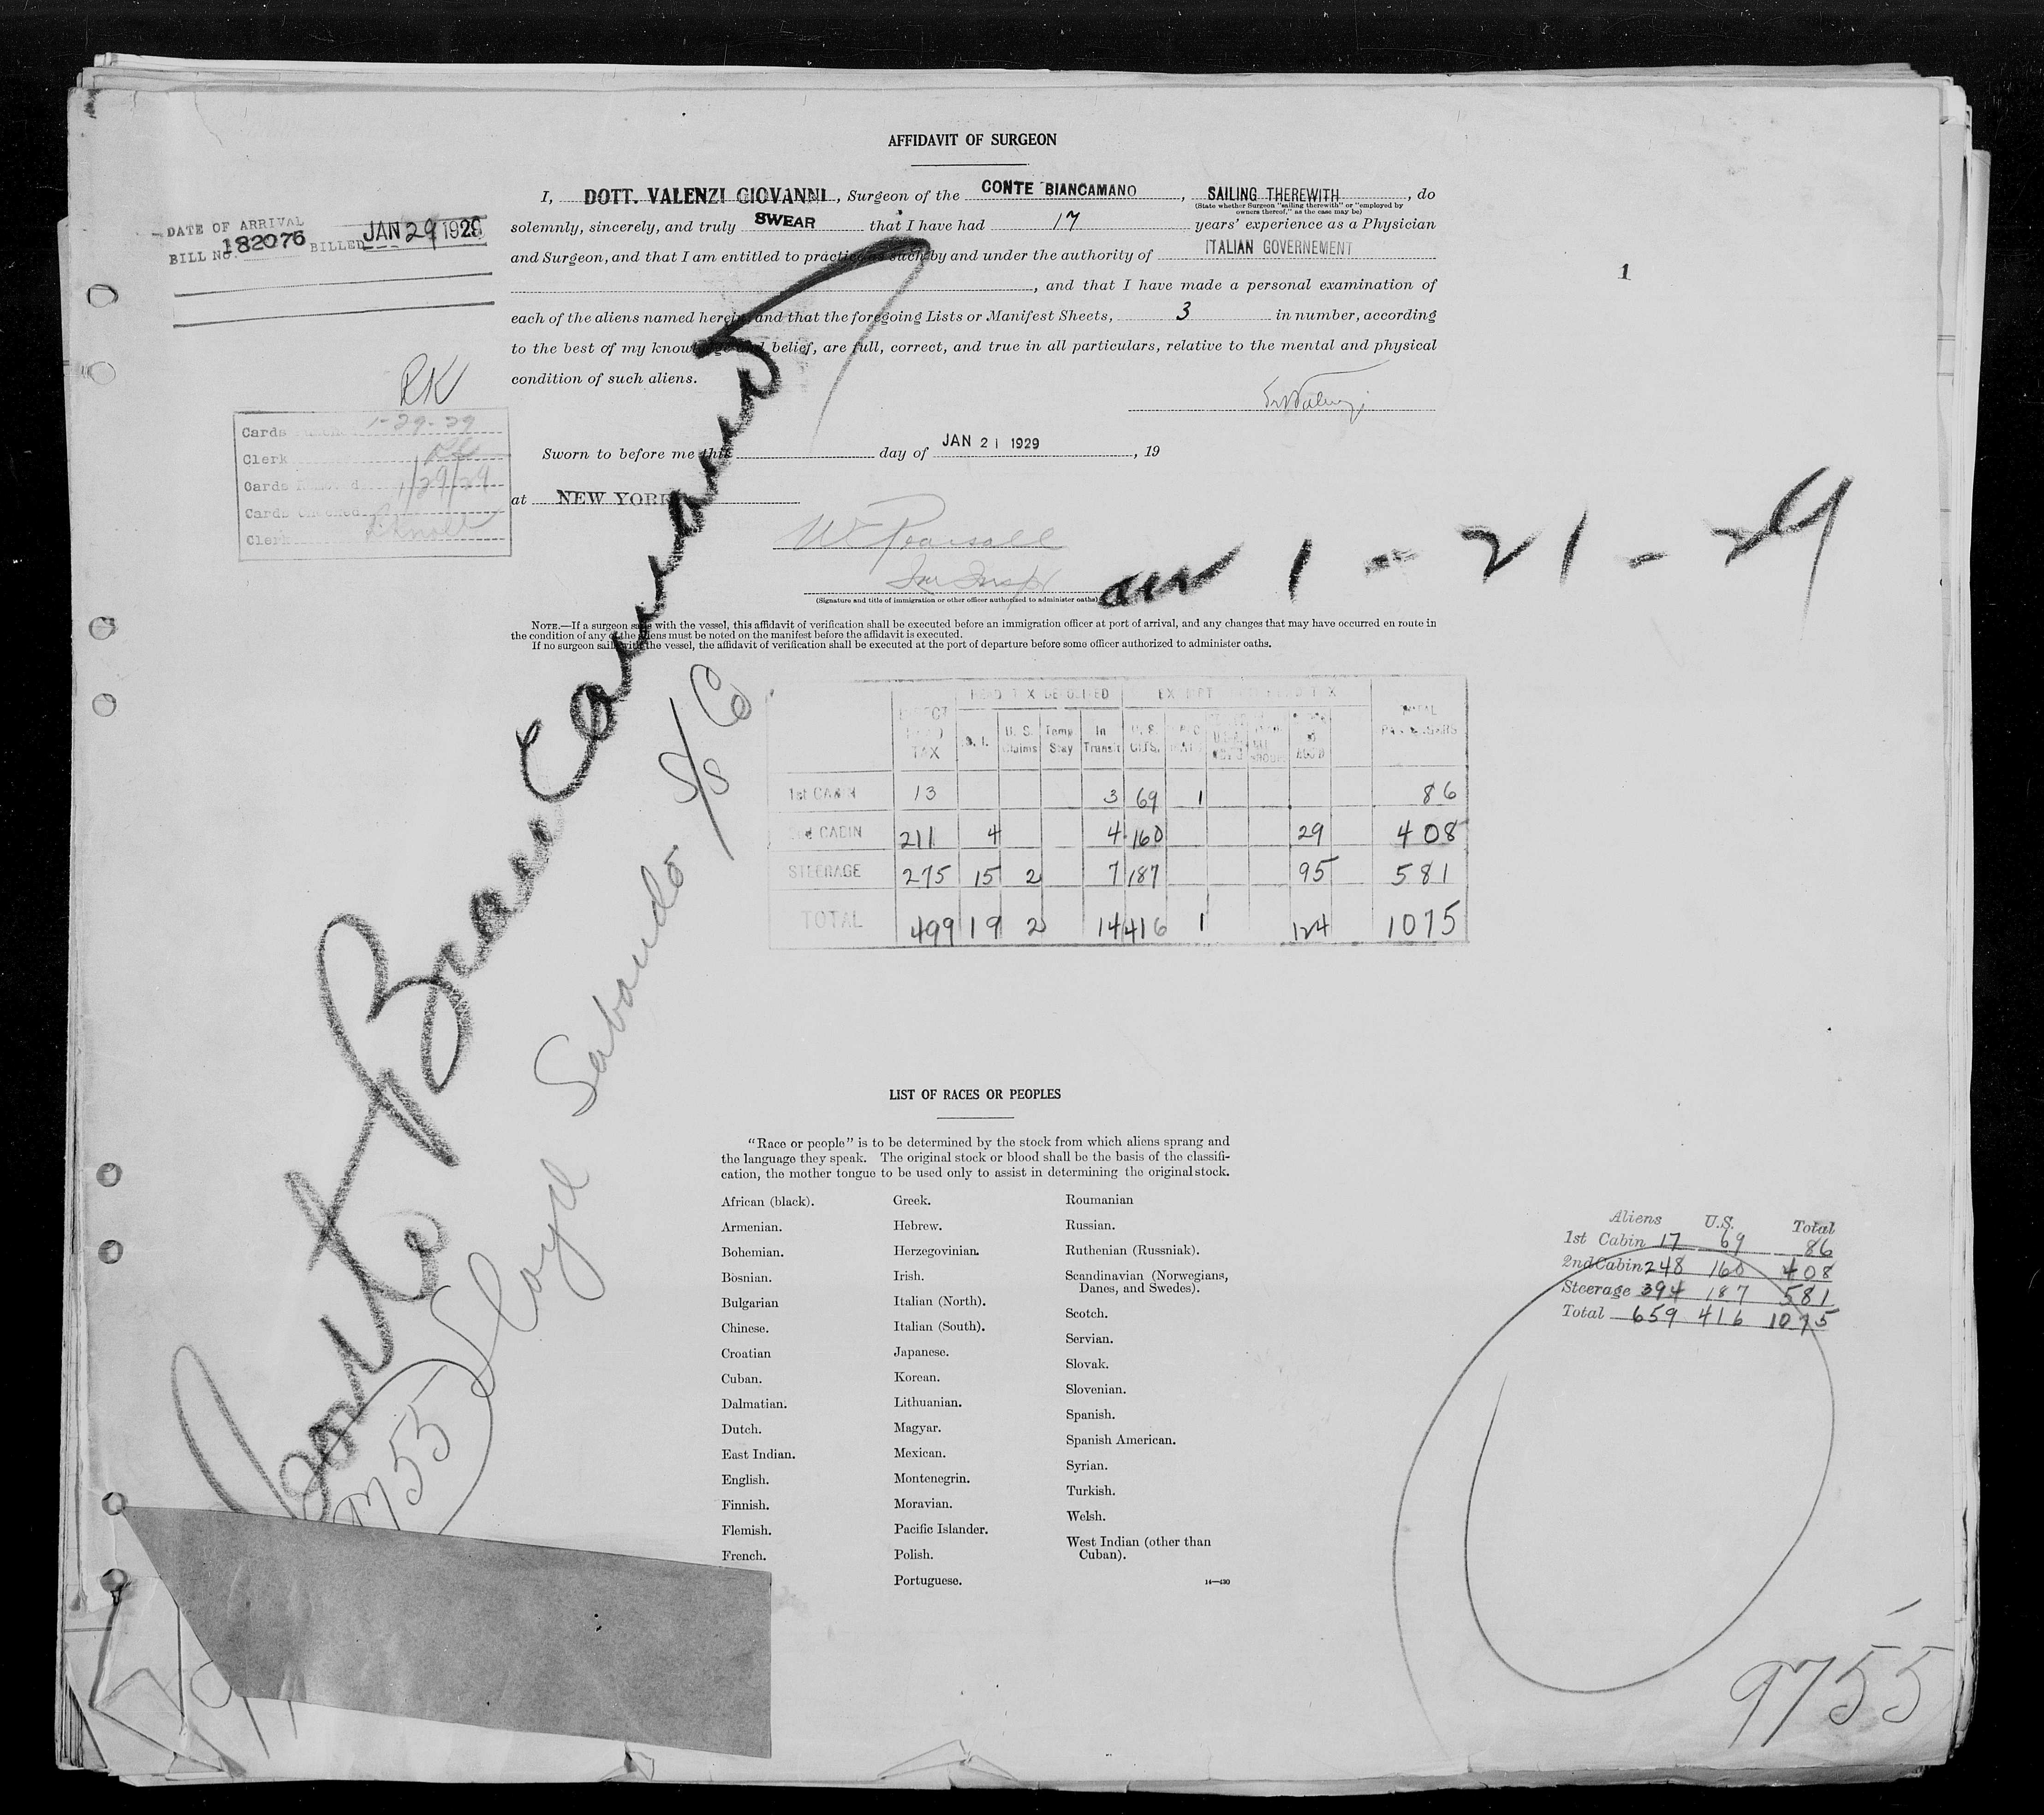 AFFIDAVIT OF SURGEON
I, DOTT. VALENZI GIOVANNI, Surgeon of the CONTE BIANCAMANO, SAILING THEREWITH, do
(State whether Surgeon "sailing therewith" or "employed by
owners thereof," as the case may be)
solemnly, sincerely, and truly SWEAR that I have had 17 years' experience as a Physician
and Surgeon, and that I am entitled to practice as such by and under the authority of ITALIAN GOVERNEMENT
, and that I have made a personal examination of
each of the aliens named herein, and that the foregoing Lists or Manifest Sheets, 3 in number, according
to the best of my knowledge and belief, are full, correct, and true in all particulars, relative to the mental and physical
condition of such aliens.
DATE OF ARRIVAL
BILL NO. 182076 BILLED JAN 29 1929
1
RK
Cards 1-29-29
Clerk
Cards 1/29/29
Cards Checked
Clerk
Sworn to before me this day of JAN 21 1929, 19
at NEW YORK
W Pearsall
Im Inspr
(Signature and title of immigration or other officer authorized to administer oaths)
arr 1-21-29
NOTE.—If a surgeon sails with the vessel, this affidavit of verification shall be executed before an immigration officer at port of arrival, and any changes that may have occurred en route in
the condition of any of the aliens must be noted on the manifest before the affidavit is executed.
If no surgeon sails with the vessel, the affidavit of verification shall be executed at the port of departure before some officer authorized to administer oaths.
Conte Biancamano
Lloyd Sabaudo S/S Co
9755
HEAD TAX EXEMPT HEAD TAX
TAX S. I. U. S. Claims Temp Stay In Transit U. S. CITS. TOTAL PASSENGERS
1st CABIN 13 3 69 1 86
2nd CABIN 211 4 4 160 29 408
STEERAGE 275 15 2 7 187 95 581
TOTAL 499 19 2 14 416 1 124 1075
LIST OF RACES OR PEOPLES
"Race or people" is to be determined by the stock from which aliens sprang and
the language they speak. The original stock or blood shall be the basis of the classifi-
cation, the mother tongue to be used only to assist in determining the original stock.
African (black).
Armenian.
Bohemian.
Bosnian.
Bulgarian
Chinese.
Croatian
Cuban.
Dalmatian.
Dutch.
East Indian.
English.
Finnish.
Flemish.
French.
Greek.
Hebrew.
Herzegovinian.
Irish.
Italian (North).
Italian (South).
Japanese.
Korean.
Lithuanian.
Magyar.
Mexican.
Montenegrin.
Moravian.
Pacific Islander.
Polish.
Portuguese.
Roumanian
Russian.
Ruthenian (Russniak).
Scandinavian (Norwegians,
Danes, and Swedes).
Scotch.
Servian.
Slovak.
Slovenian.
Spanish.
Spanish American.
Syrian.
Turkish.
Welsh.
West Indian (other than
Cuban).
14—430
Aliens U.S. Total
1st Cabin 17 69 86
2nd Cabin 248 160 408
Steerage 394 187 581
Total 659 416 1075
9755